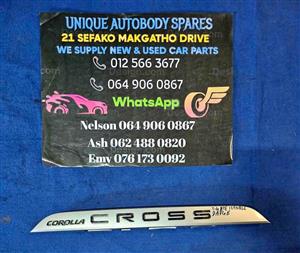 UNIQUE AUTOBODY SPARES
21 SEFAKO MAKGATHO DRIVE
WE SUPPLY NEW & USED CAR PARTS
012 566 3677
064 906 0867
WhatsApp
Nelson 064 906 0867
Ash 062 488 0820
Emy 076 173 0092
COROLLA CROSS